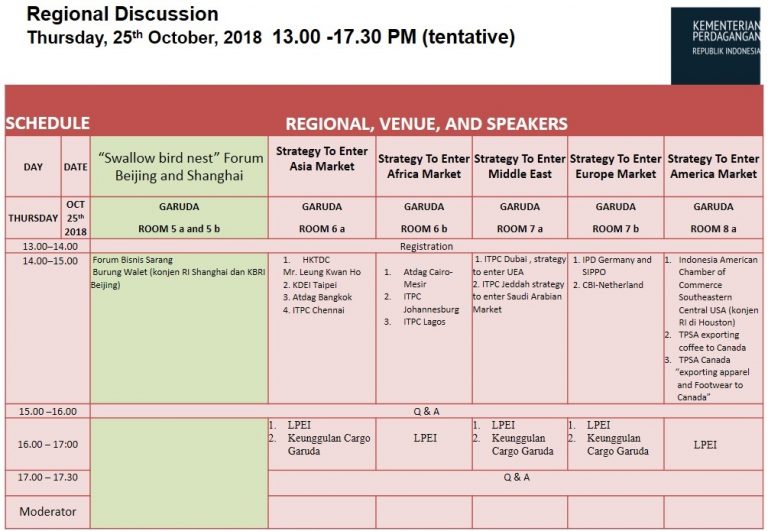 Regional Discussion
Thursday, 25th October, 2018 13.00 -17.30 PM (tentative)
KEMENTERIAN
PERDAGANGAN
REPUBLIK INDONESIA
SCHEDULE
REGIONAL, VENUE, AND SPEAKERS
DAY
DATE
“Swallow bird nest” Forum
Beijing and Shanghai
Strategy To Enter
Asia Market
Strategy To Enter
Africa Market
Strategy To Enter
Middle East
Strategy To Enter
Europe Market
Strategy To Enter
America Market
THURSDAY
OCT
25th
2018
GARUDA
ROOM 5 a and 5 b
GARUDA
ROOM 6 a
GARUDA
ROOM 6 b
GARUDA
ROOM 7 a
GARUDA
ROOM 7 b
GARUDA
ROOM 8 a
13.00–14.00
Registration
14.00–15.00
Forum Bisnis Sarang
Burung Walet (konjen RI Shanghai dan KBRI
Beijing)
1. HKTDC
Mr. Leung Kwan Ho
2. KDEI Taipei
3. Atdag Bangkok
4. ITPC Chennai
1. Atdag Cairo-
Mesir
2. ITPC
Johannesburg
3. ITPC Lagos
1. ITPC Dubai , strategy
to enter UEA
2. ITPC Jeddah strategy
to enter Saudi Arabian
Market
1. IPD Germany and
SIPPO
2. CBI-Netherland
1. Indonesia American
Chamber of
Commerce
Southeastern
Central USA (konjen
RI di Houston)
2. TPSA exporting
coffee to Canada
3. TPSA Canada
“exporting apparel
and Footwear to
Canada”
15.00 –16.00
Q & A
16.00 – 17:00
1. LPEI
2. Keunggulan Cargo
Garuda
LPEI
1. LPEI
2. Keunggulan
Cargo Garuda
1. LPEI
2. Keunggulan
Cargo Garuda
LPEI
17.00 – 17.30
Q & A
Moderator